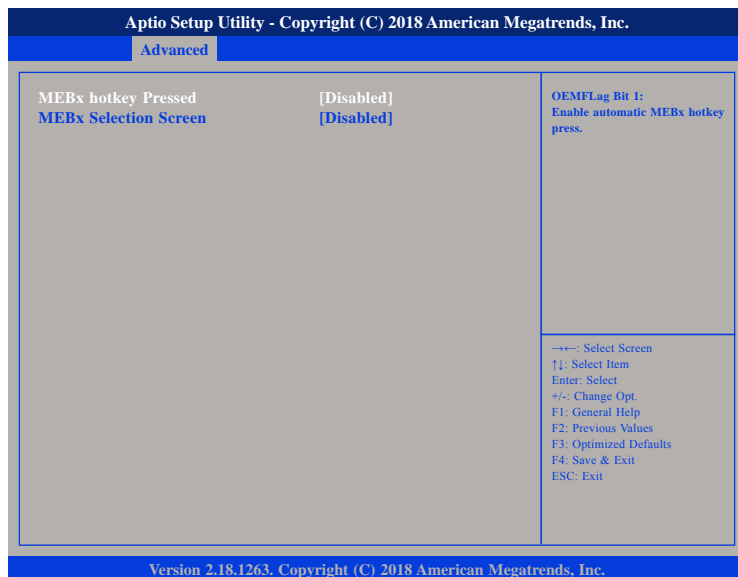 Aptio Setup Utility - Copyright (C) 2018 American Megatrends, Inc.
Advanced
MEBx hotkey Pressed [Disabled]
MEBx Selection Screen [Disabled]
OEMFLag Bit 1:
Enable automatic MEBx hotkey
press.
→←: Select Screen
↑↓: Select Item
Enter: Select
+/-: Change Opt.
F1: General Help
F2: Previous Values
F3: Optimized Defaults
F4: Save & Exit
ESC: Exit
Version 2.18.1263. Copyright (C) 2018 American Megatrends, Inc.